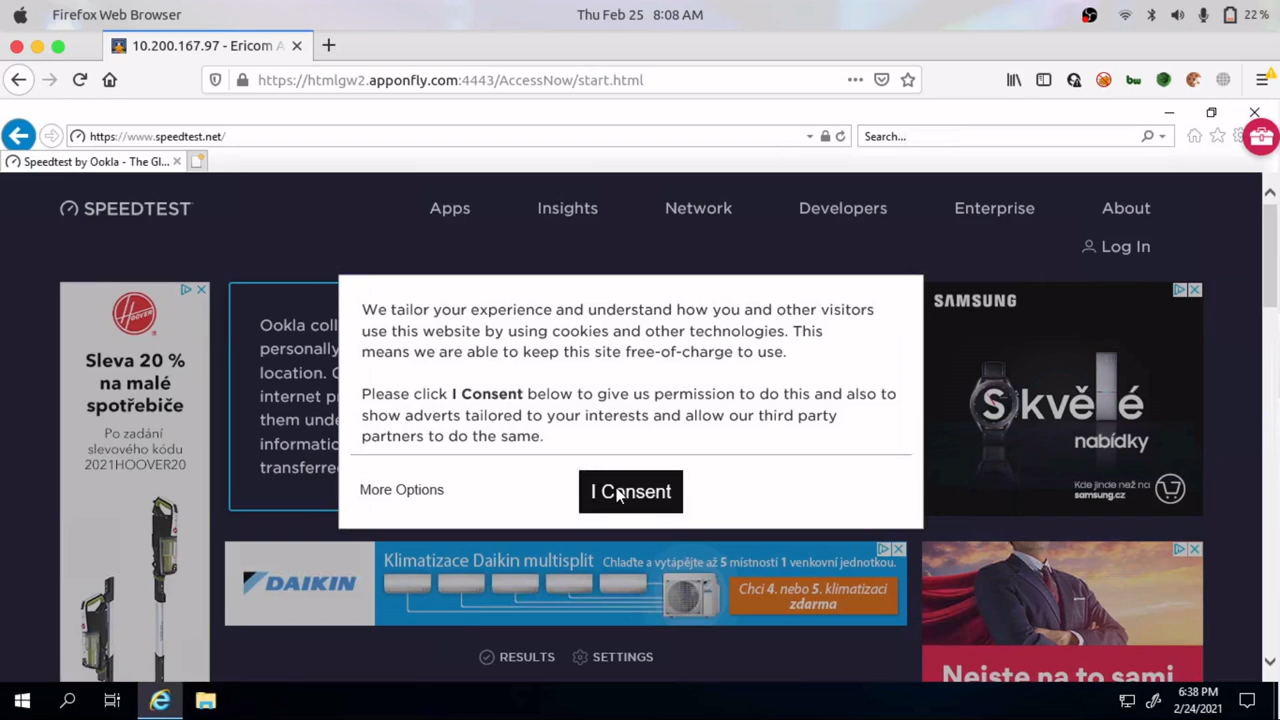 Firefox Web Browser
Thu Feb 25 8:08 AM
22 %
10.200.167.97 - Ericom A
https://htmlgw2.apponfly.com:4443/AccessNow/start.html
https://www.speedtest.net/
Search...
Speedtest by Ookla - The Gl...
SPEEDTEST
Apps
Insights
Network
Developers
Enterprise
About
Log In
HOOVER
Sleva 20 %
na malé
spotřebiče
Po zadání
slevového kódu
2021HOOVER20
Ookla coll
personally
location. C
internet pr
them unde
informatio
transferre
We tailor your experience and understand how you and other visitors
use this website by using cookies and other technologies. This
means we are able to keep this site free-of-charge to use.
Please click I Consent below to give us permission to do this and also to
show adverts tailored to your interests and allow our third party
partners to do the same.
More Options
I Consent
SAMSUNG
Skvělé
nabídky
Kde jinde než na
samsung.cz
DAIKIN
Klimatizace Daikin multisplit
Chlaďte a vytápějte až 5 místností 1 venkovní jednotkou.
Chci 4. nebo 5. klimatizaci
zdarma
RESULTS
SETTINGS
Nejste na to sami
6:38 PM
2/24/2021